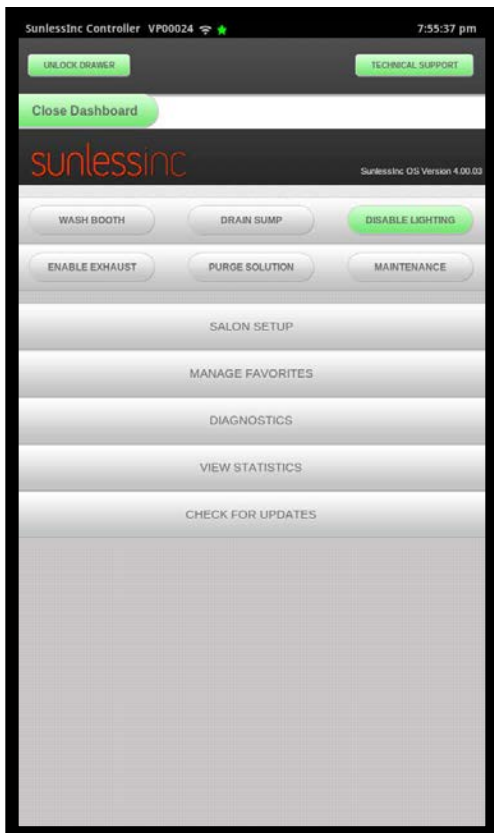 SunlessInc Controller VP00024 7:55:37 pm
UNLOCK DRAWER TECHNICAL SUPPORT
Close Dashboard
sunlessinc
SunlessInc OS Version 4.00.03
WASH BOOTH DRAIN SUMP DISABLE LIGHTING
ENABLE EXHAUST PURGE SOLUTION MAINTENANCE
SALON SETUP
MANAGE FAVORITES
DIAGNOSTICS
VIEW STATISTICS
CHECK FOR UPDATES